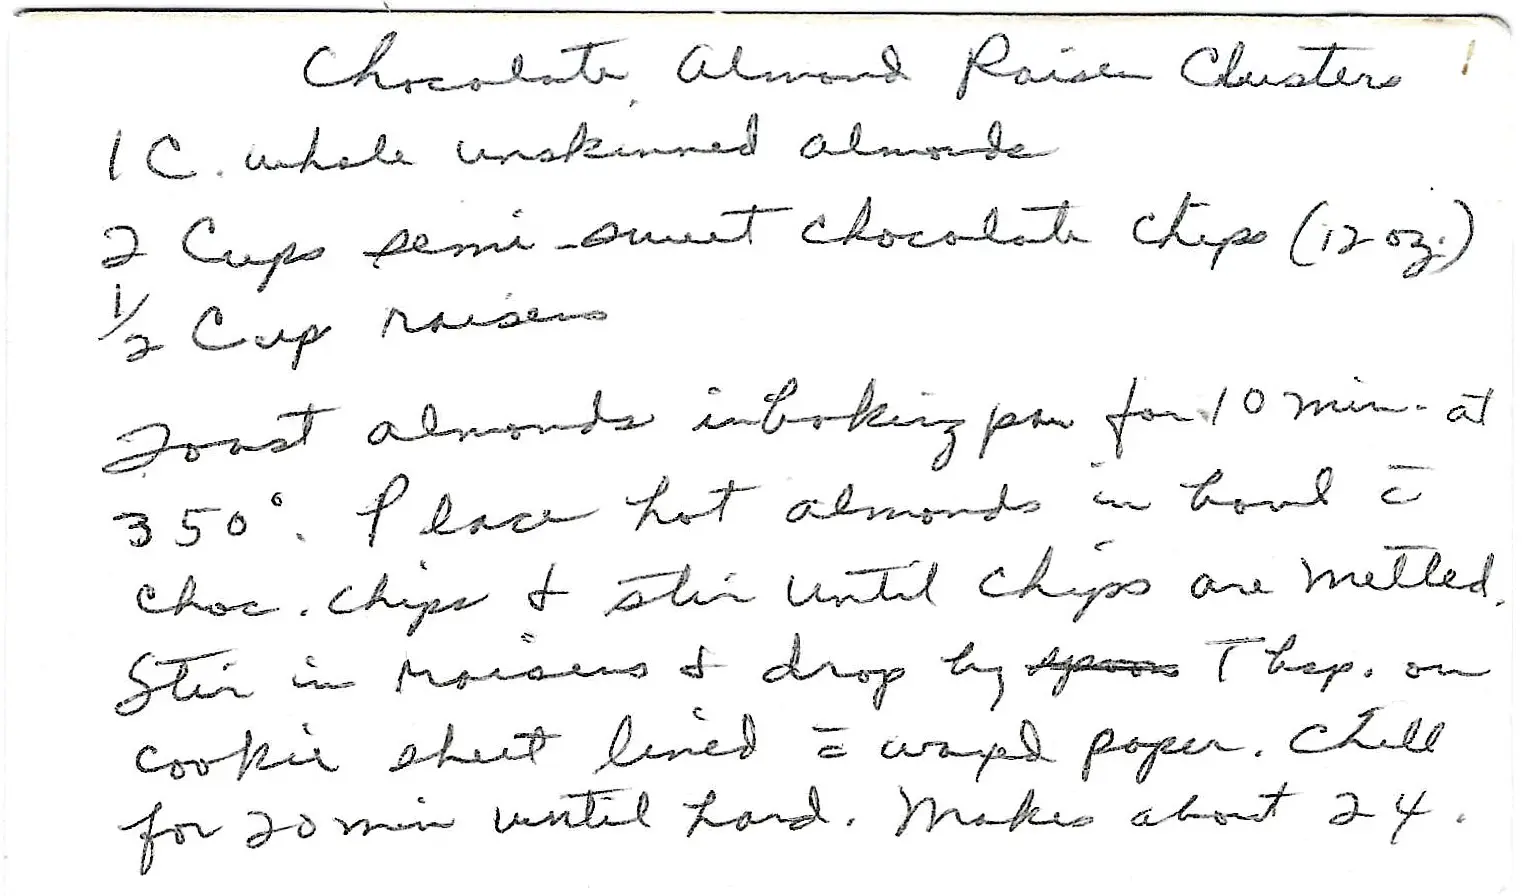 Chocolate Almond Raisin Clusters
1 C. whole unskinned almonds
2 Cups semi-sweet chocolate chips (12 oz.)
1/2 Cup raisins
Toast almonds in baking pan for 10 min. at
350°. Place hot almonds in bowl c̄
choc. chips & stir until chips are melted.
Stir in raisins & drop by ~~spoon~~ Tbsp. on
cookie sheet lined c̄ waxed paper. Chill
for 20 min until hard. Makes about 24.